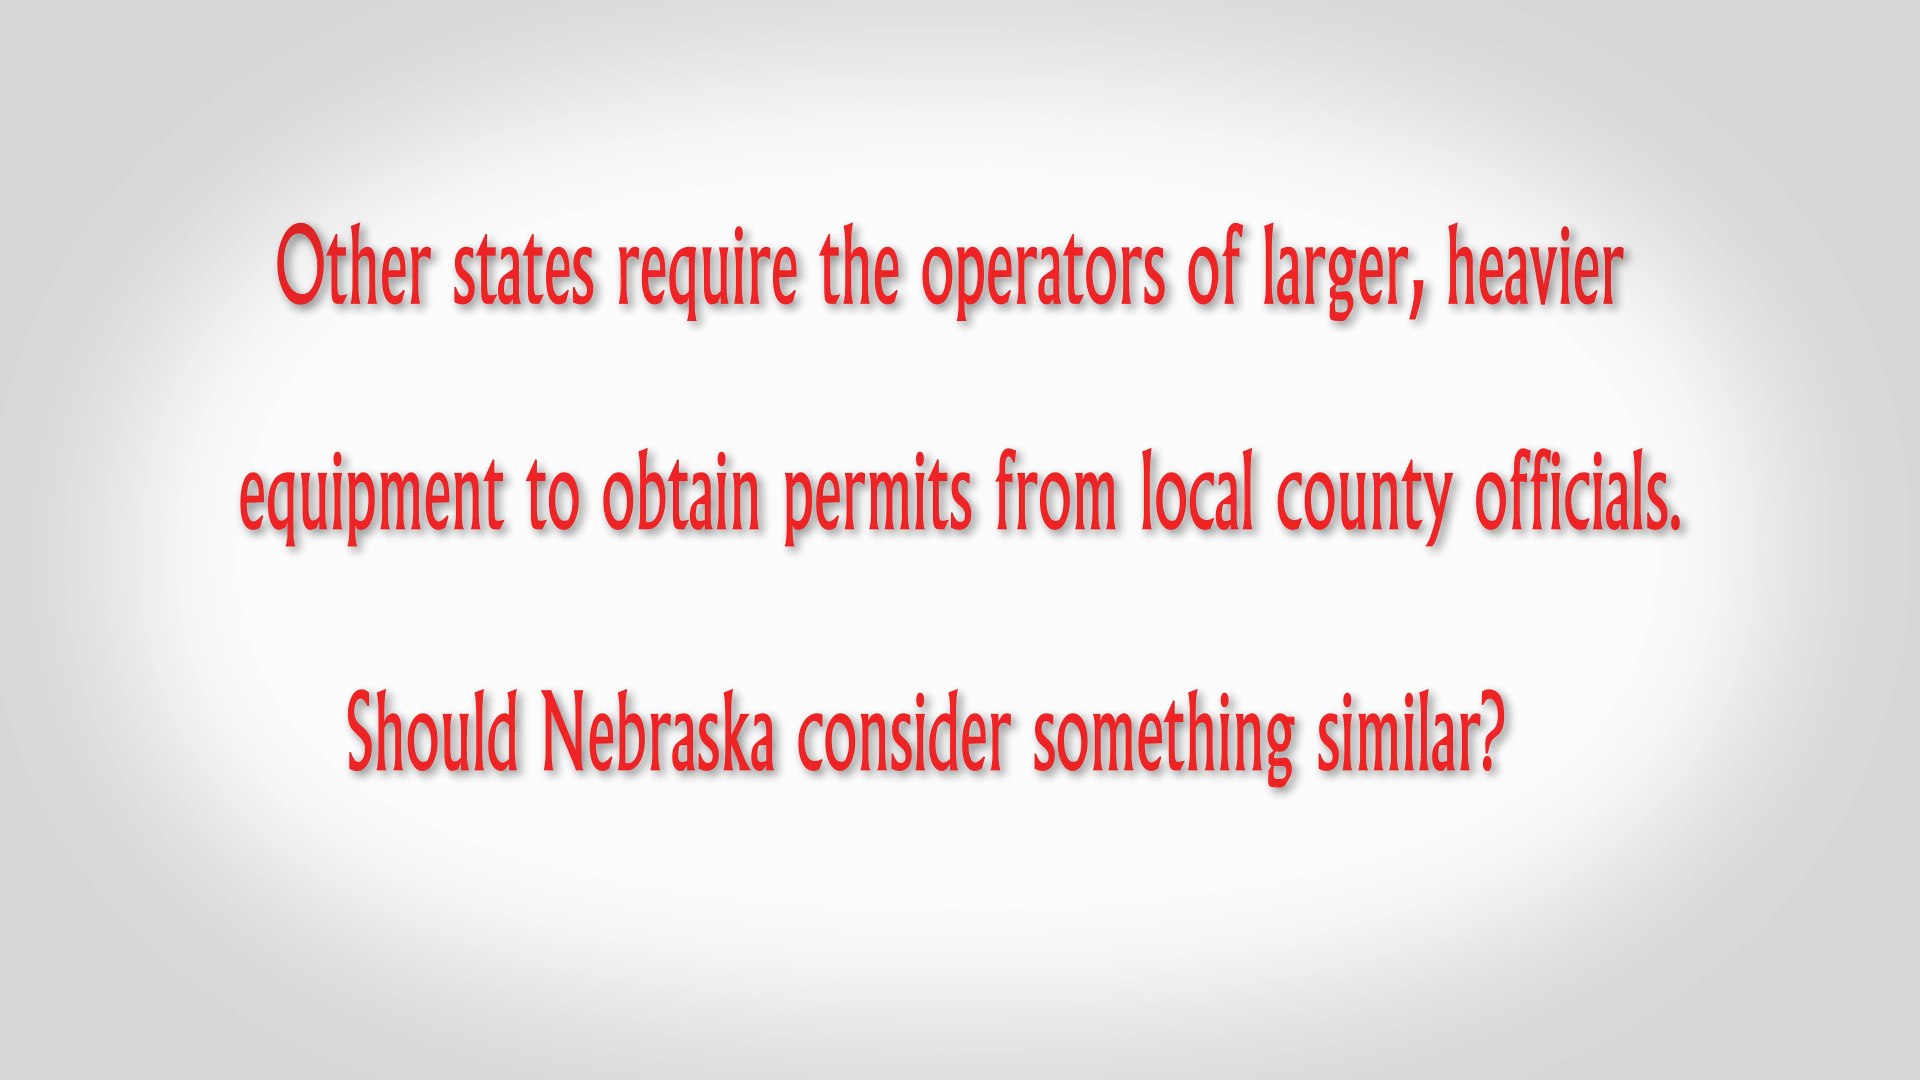 Other states require the operators of larger, heavier
equipment to obtain permits from local county officials.
Should Nebraska consider something similar?